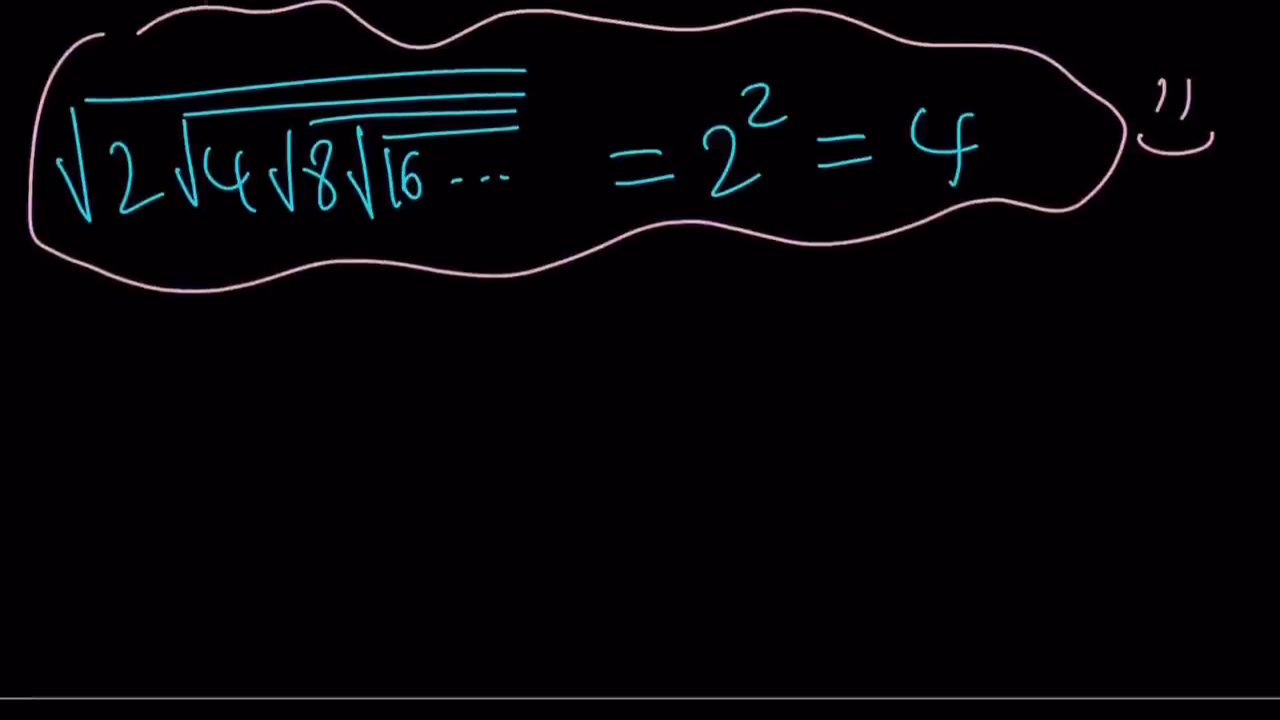 √2√4√8√16... = 2² = 4